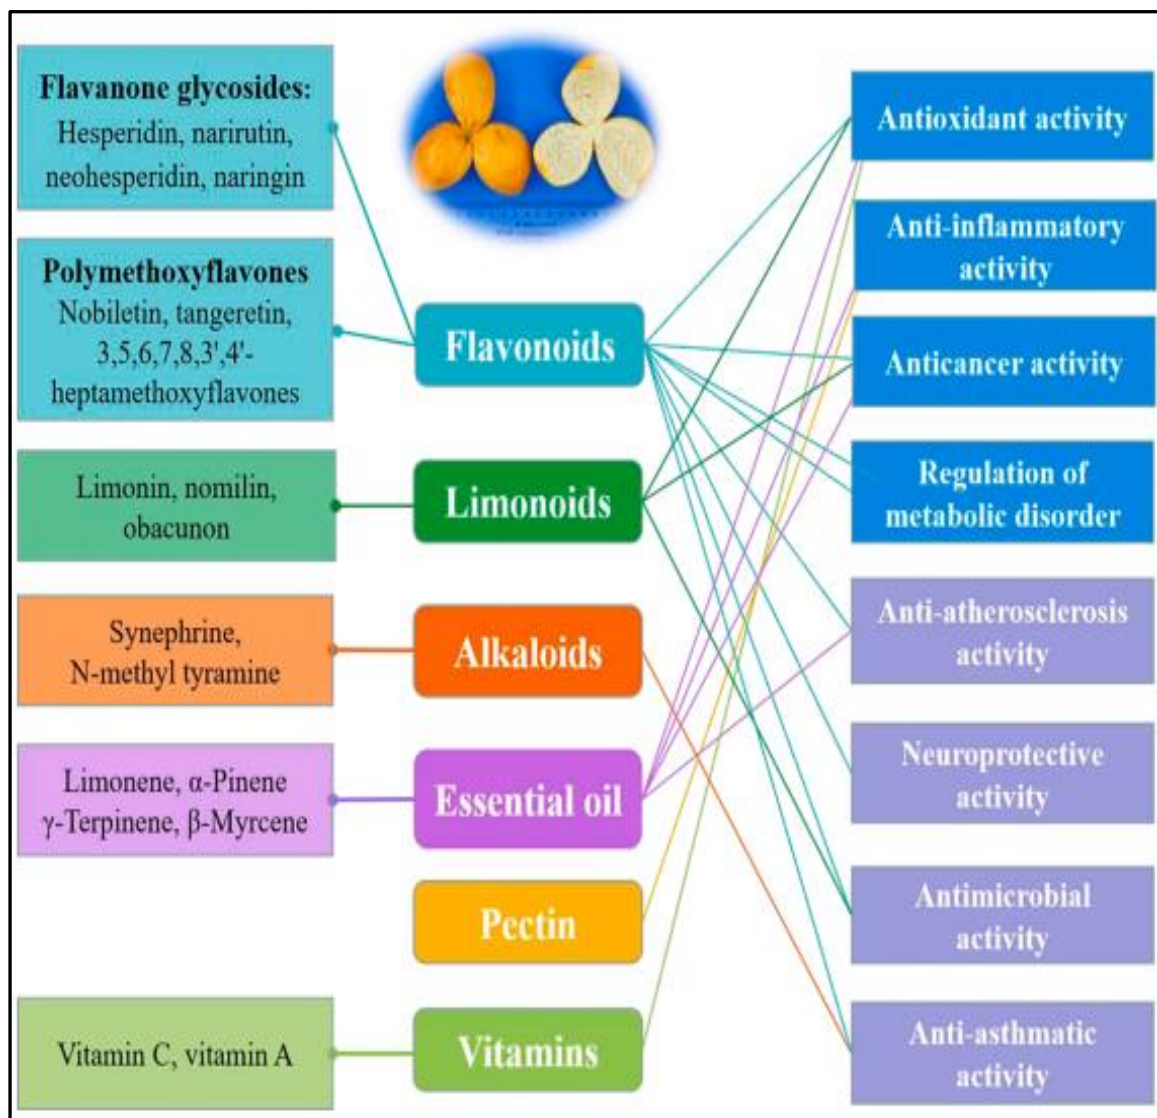 Flavanone glycosides:
Hesperidin, narirutin,
neohesperidin, naringin
Polymethoxyflavones
Nobiletin, tangeretin,
3,5,6,7,8,3',4'-
heptamethoxyflavones
Limonin, nomilin,
obacunon
Synephrine,
N-methyl tyramine
Limonene, α-Pinene
γ-Terpinene, β-Myrcene
Vitamin C, vitamin A
Flavonoids
Limonoids
Alkaloids
Essential oil
Pectin
Vitamins
Antioxidant activity
Anti-inflammatory
activity
Anticancer activity
Regulation of
metabolic disorder
Anti-atherosclerosis
activity
Neuroprotective
activity
Antimicrobial
activity
Anti-asthmatic
activity